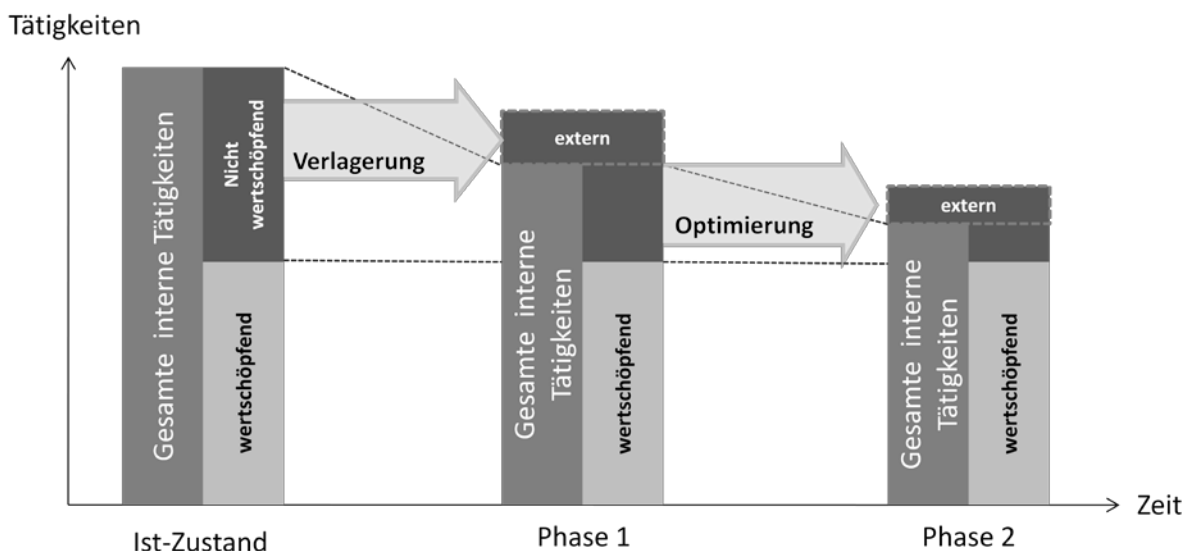 Tätigkeiten
Gesamte interne Tätigkeiten
Nicht
wertschöpfend
wertschöpfend
Verlagerung
extern
Gesamte interne
Tätigkeiten
wertschöpfend
Optimierung
extern
Gesamte interne
Tätigkeiten
wertschöpfend
Zeit
Ist-Zustand
Phase 1
Phase 2